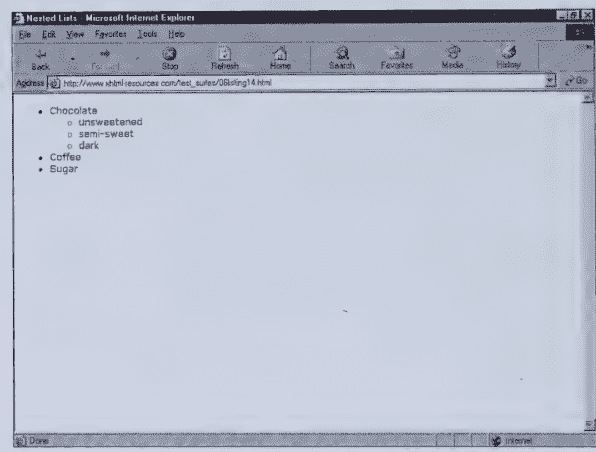 Nested Lists - Microsoft Internet Explorer
File Edit View Favorites Tools Help
Back Forward Stop Refresh Home Search Favorites Media History
Address http://www.xhtml-resources.com/test_suites/06listing14.html Go
• Chocolate
o unsweetened
o semi-sweet
o dark
• Coffee
• Sugar
Done Internet